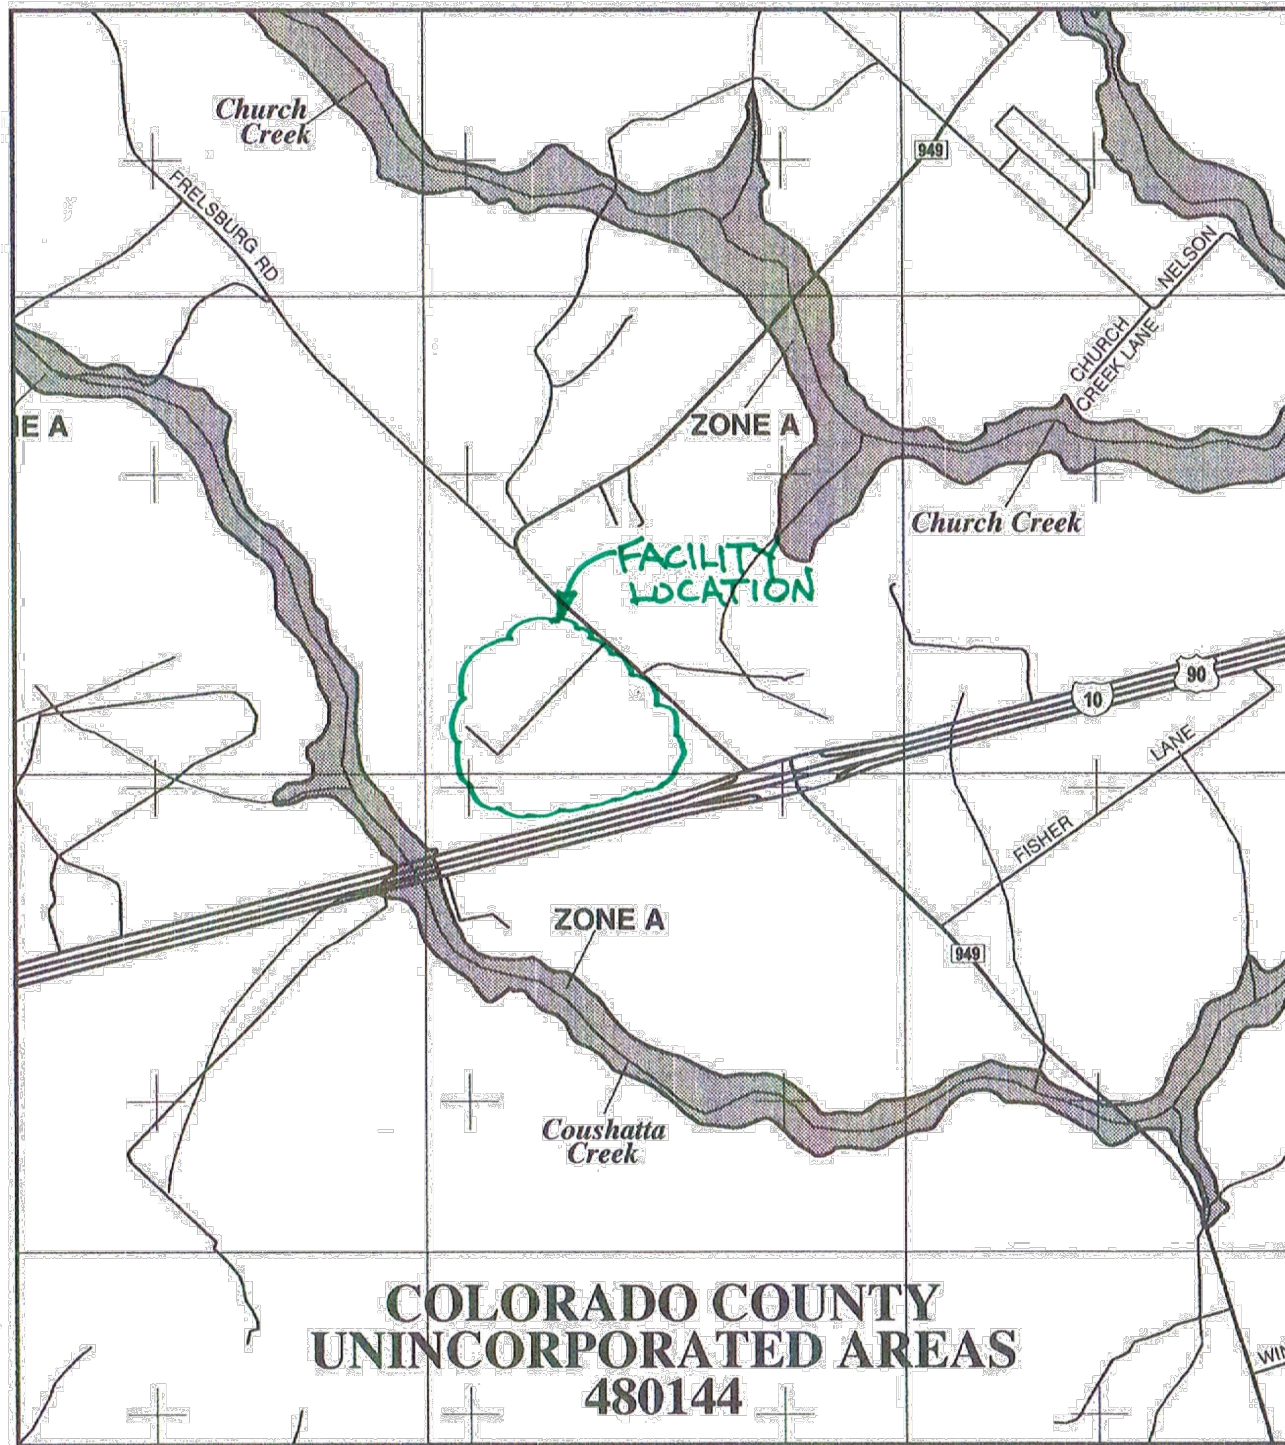 Church
Creek
949
FRELSBURG RD
NELSON
CHURCH
CREEK LANE
ZONE A
ZONE A
Church Creek
FACILITY
LOCATION
90
10
LANE
FISHER
ZONE A
949
Coushatta
Creek
COLORADO COUNTY
UNINCORPORATED AREAS
480144